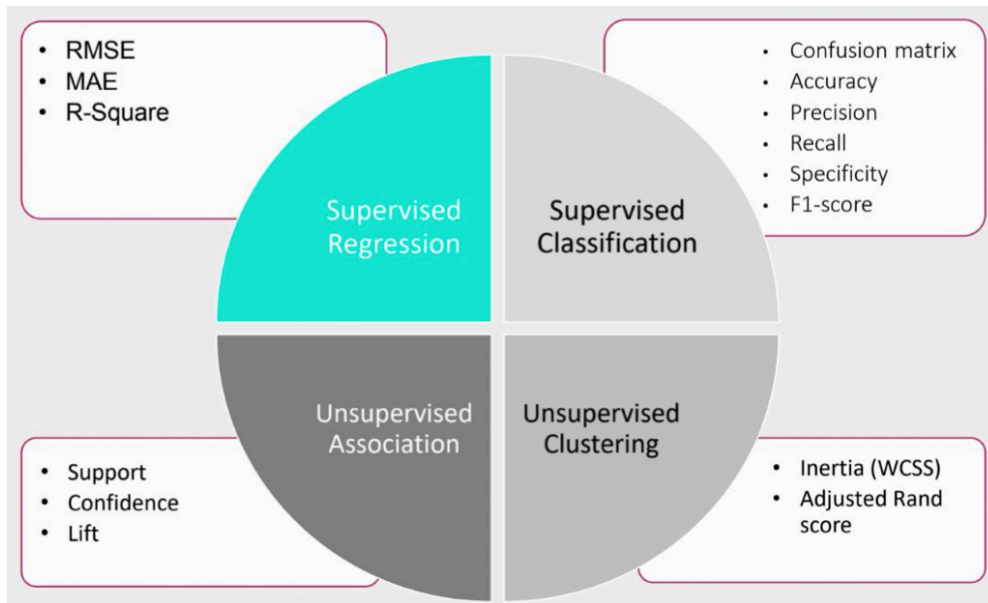 • RMSE
• MAE
• R-Square
• Confusion matrix
• Accuracy
• Precision
• Recall
• Specificity
• F1-score
Supervised
Regression
Supervised
Classification
Unsupervised
Association
Unsupervised
Clustering
• Support
• Confidence
• Lift
• Inertia (WCSS)
• Adjusted Rand
score